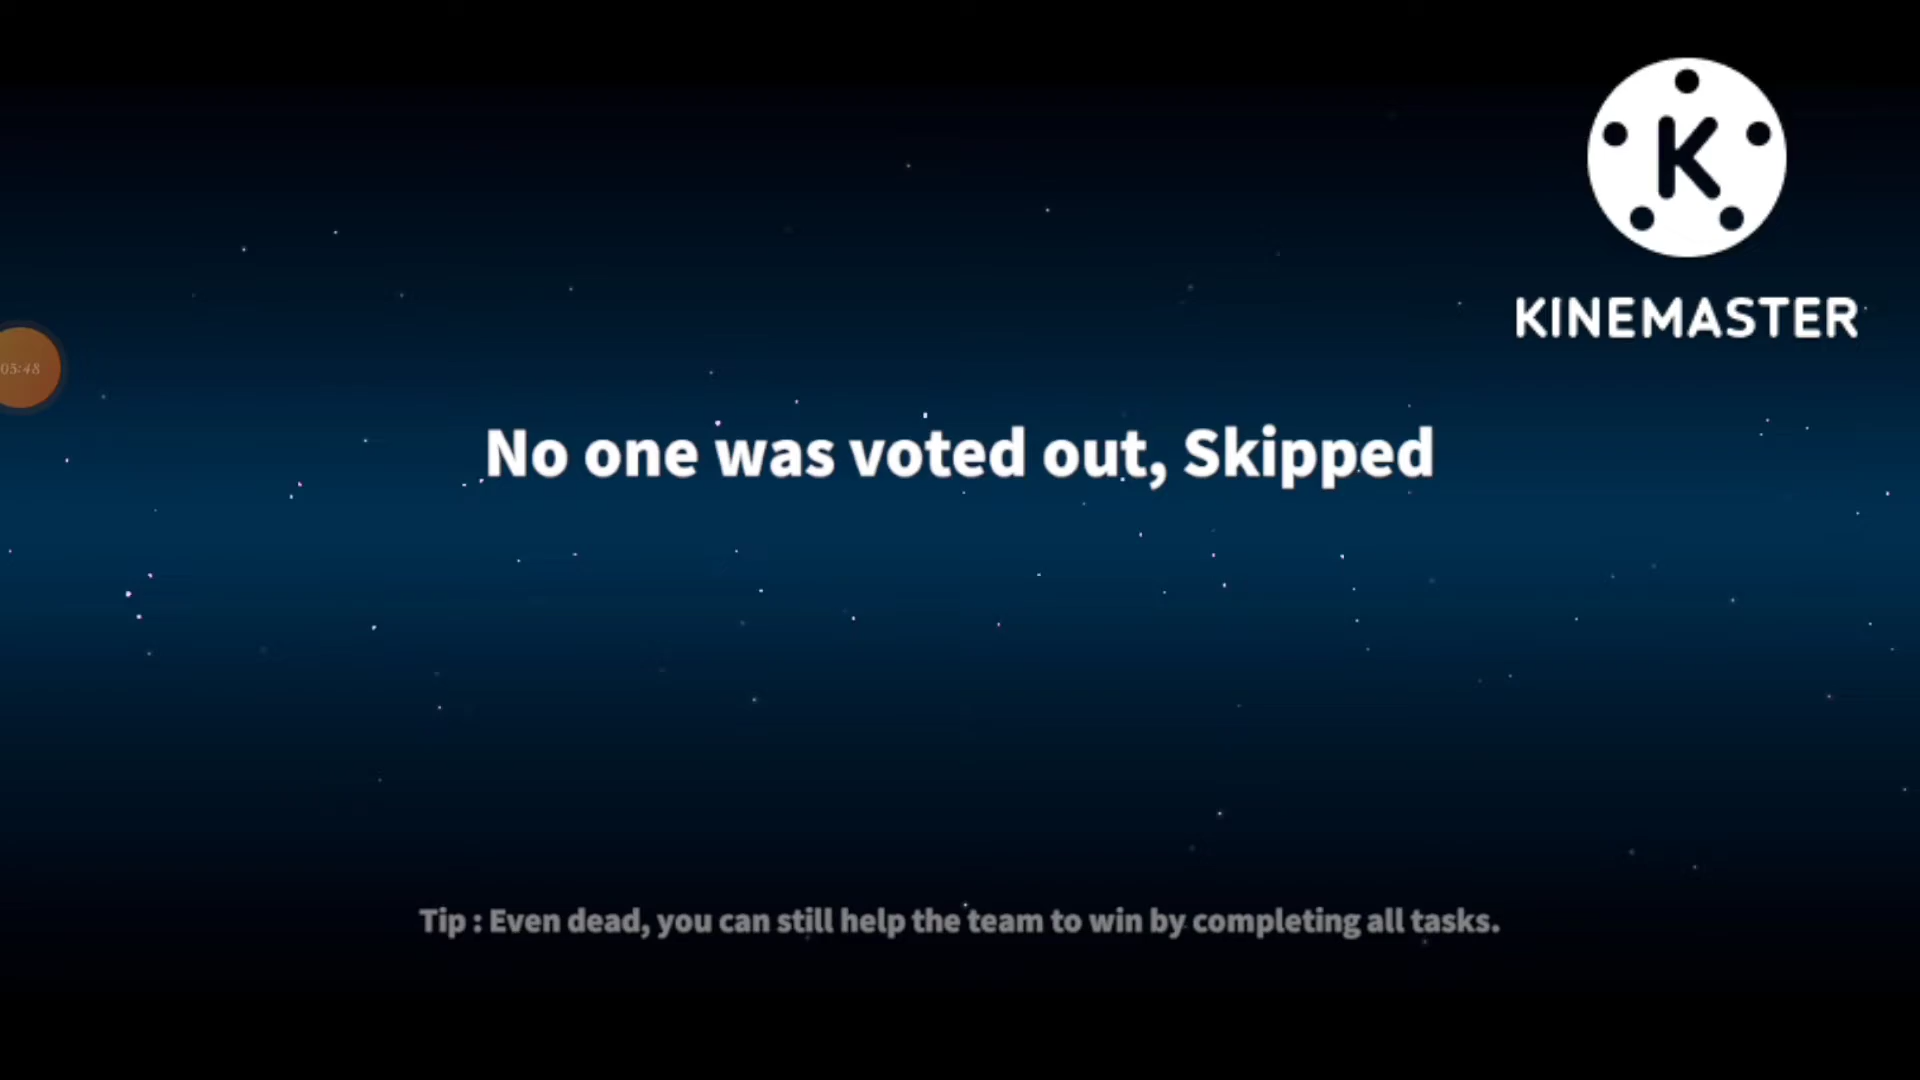 K
KINEMASTER
05:48
No one was voted out, Skipped
Tip : Even dead, you can still help the team to win by completing all tasks.